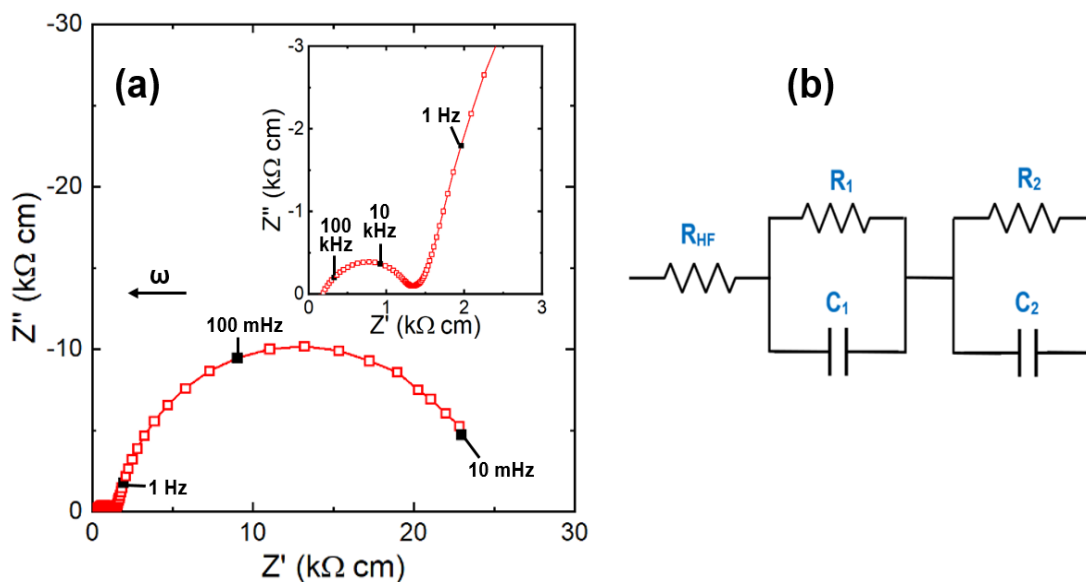 (a)
Z'' (kΩ cm)
-30
-20
-10
0
0
10
20
30
Z' (kΩ cm)
ω
100 mHz
1 Hz
10 mHz
Z'' (kΩ cm)
-3
-2
-1
0
0
1
2
3
Z' (kΩ cm)
1 Hz
100
kHz
10
kHz
(b)
RHF
R1
C1
R2
C2